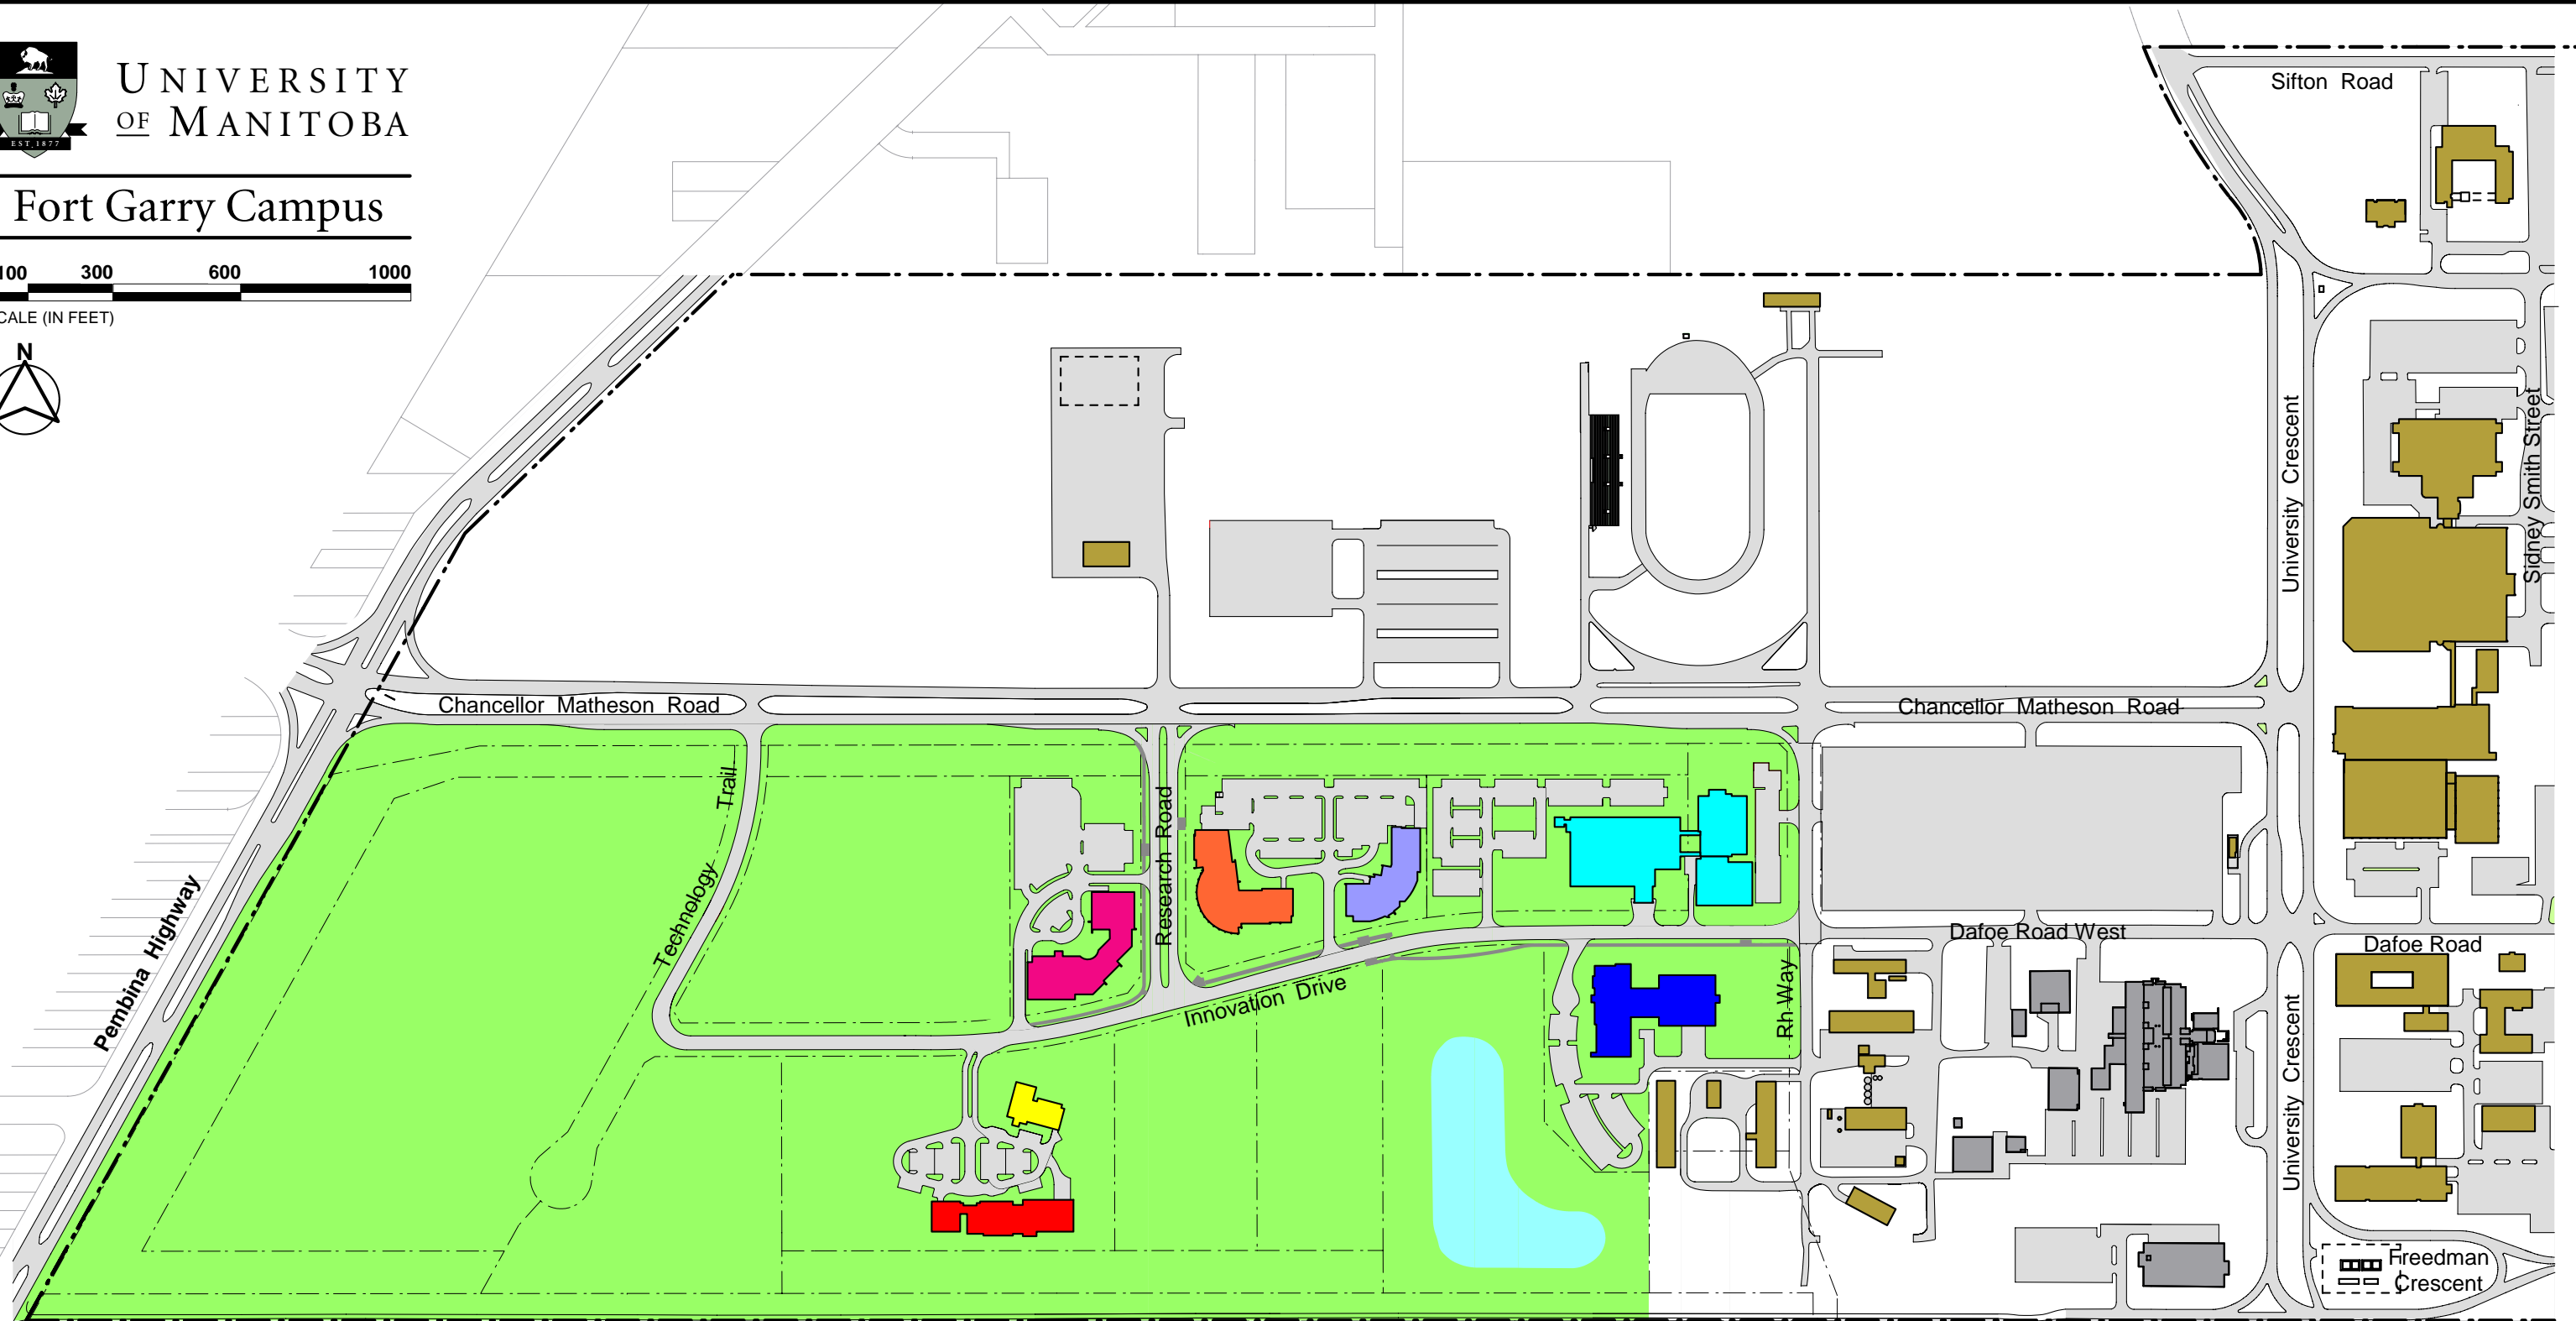 UNIVERSITY
OF MANITOBA
EST. 1877
Fort Garry Campus
100 300 600 1000
CALE (IN FEET)
N
Sifton Road
University Crescent
Sidney Smith Street
Chancellor Matheson Road
Chancellor Matheson Road
Technology Trail
Research Road
Pembina Highway
Innovation Drive
Rh-Way
Dafoe Road West
Dafoe Road
University Crescent
Freedman
Crescent